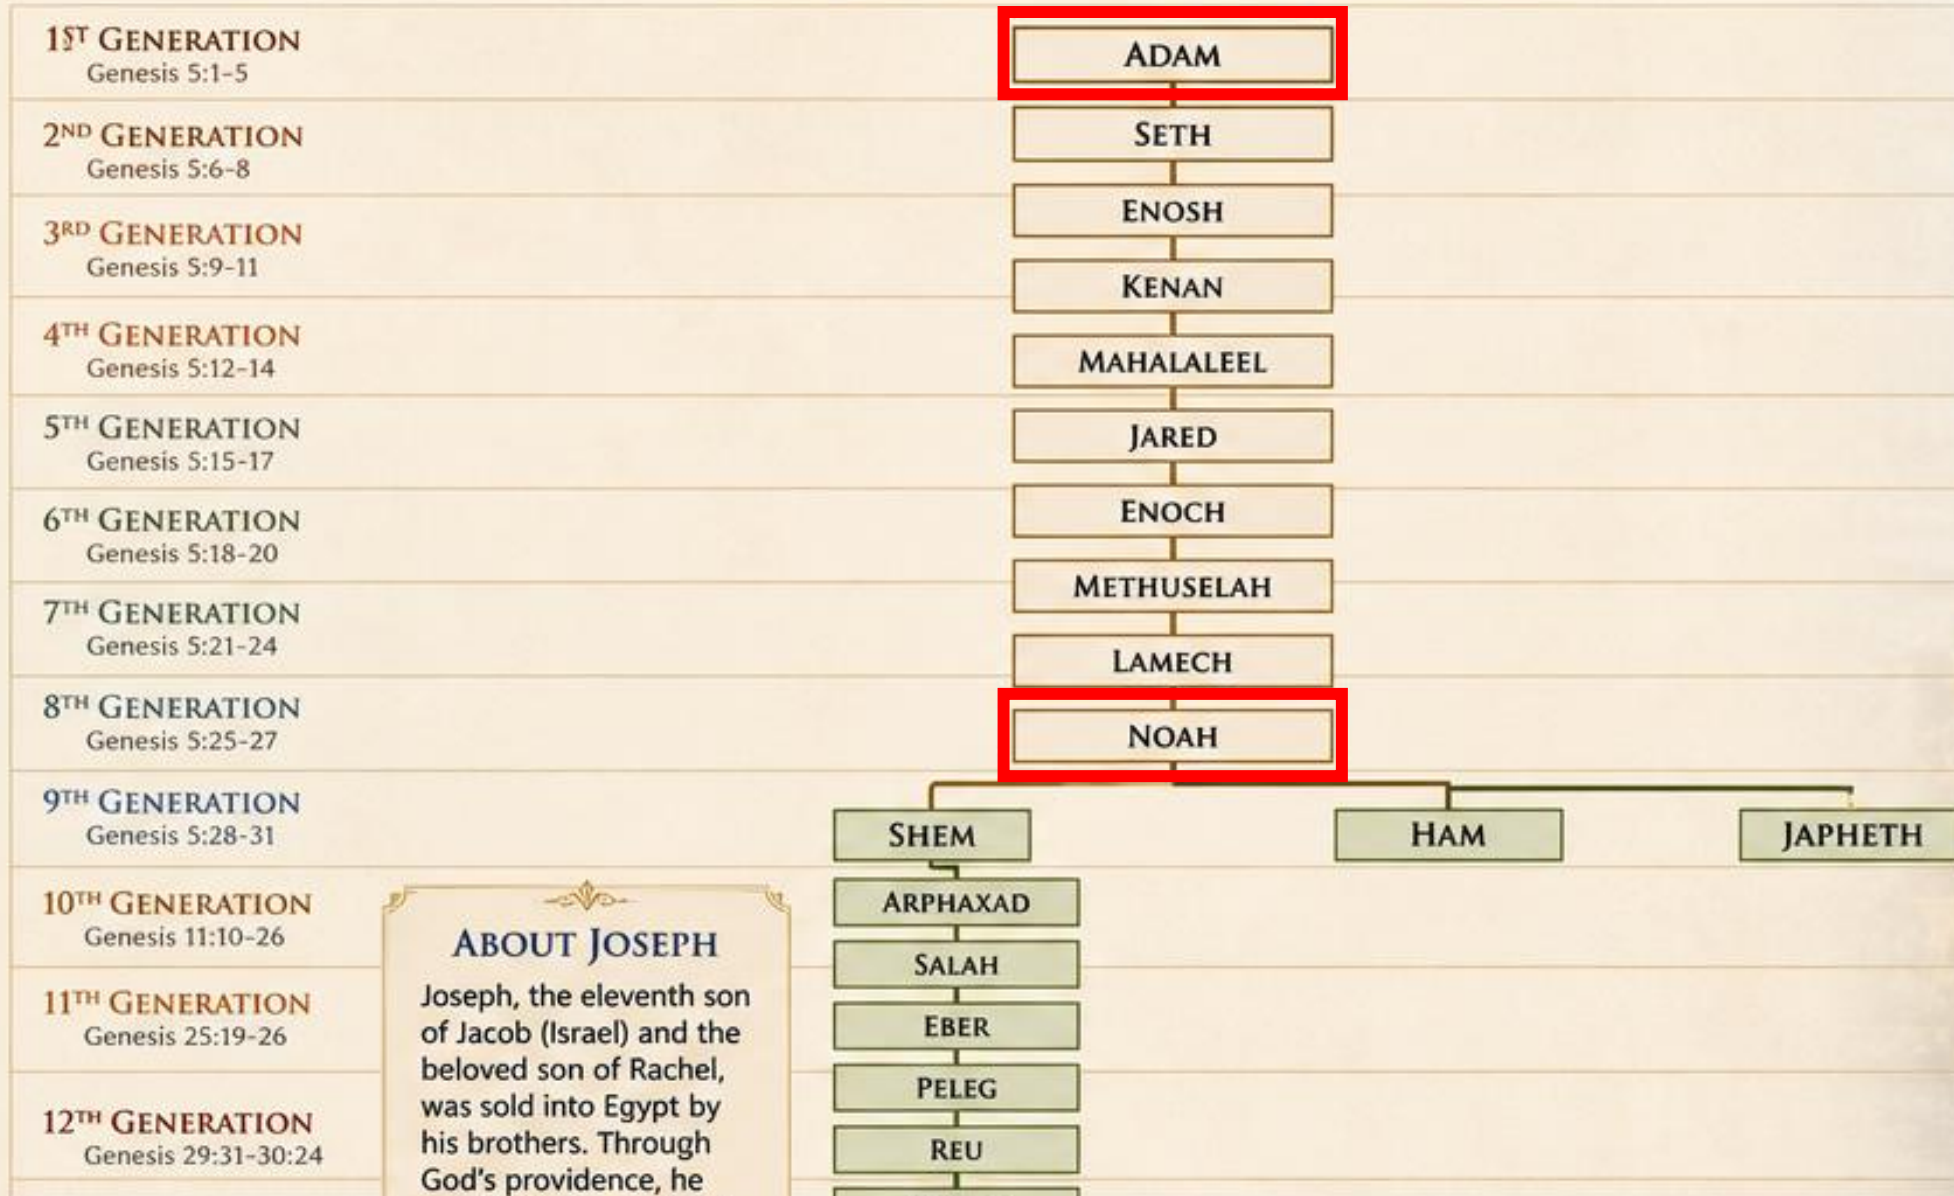 1ST GENERATION
Genesis 5:1-5
2ND GENERATION
Genesis 5:6-8
3RD GENERATION
Genesis 5:9-11
4TH GENERATION
Genesis 5:12-14
5TH GENERATION
Genesis 5:15-17
6TH GENERATION
Genesis 5:18-20
7TH GENERATION
Genesis 5:21-24
8TH GENERATION
Genesis 5:25-27
9TH GENERATION
Genesis 5:28-31
10TH GENERATION
Genesis 11:10-26
11TH GENERATION
Genesis 25:19-26
12TH GENERATION
Genesis 29:31-30:24
ADAM
SETH
ENOSH
KENAN
MAHALALEEL
JARED
ENOCH
METHUSELAH
LAMECH
NOAH
SHEM
HAM
JAPHETH
ARPHAXAD
SALAH
EBER
PELEG
REU
ABOUT JOSEPH
Joseph, the eleventh son
of Jacob (Israel) and the
beloved son of Rachel,
was sold into Egypt by
his brothers. Through
God's providence, he